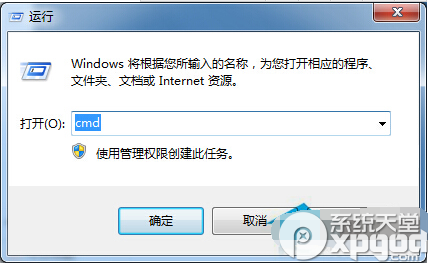 运行
Windows 将根据您所输入的名称，为您打开相应的程序、
文件夹、文档或 Internet 资源。
打开(O):
cmd
使用管理权限创建此任务。
确定
取消
系统天堂